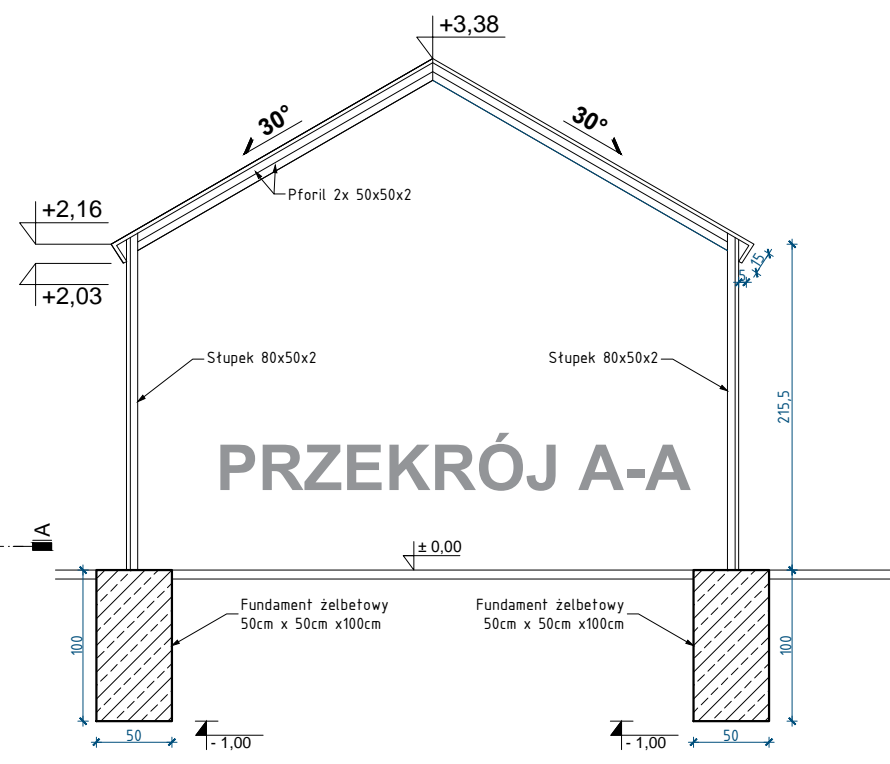 +3,38
30°
30°
Pforil 2x 50x50x2
+2,16
+2,03
15
5
Słupek 80x50x2
Słupek 80x50x2
215,5
PRZEKRÓJ A-A
A
± 0,00
Fundament żelbetowy
50cm x 50cm x100cm
Fundament żelbetowy
50cm x 50cm x100cm
100
100
50
- 1,00
- 1,00
50